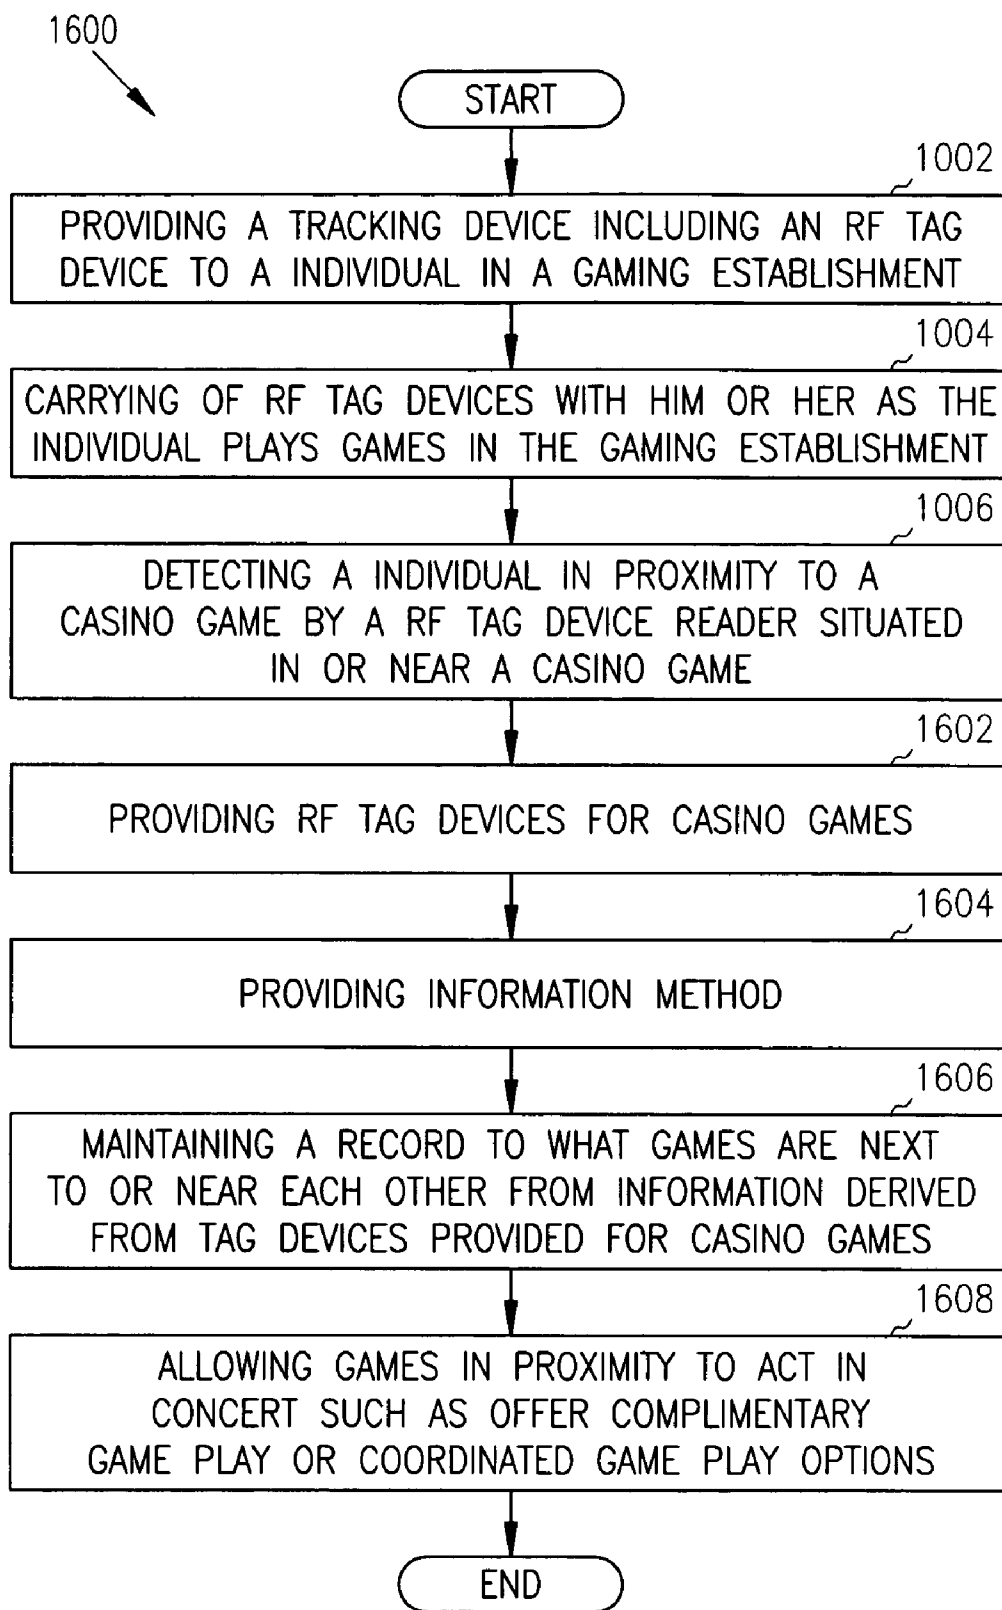 1600
START
1002
PROVIDING A TRACKING DEVICE INCLUDING AN RF TAG
DEVICE TO A INDIVIDUAL IN A GAMING ESTABLISHMENT
1004
CARRYING OF RF TAG DEVICES WITH HIM OR HER AS THE
INDIVIDUAL PLAYS GAMES IN THE GAMING ESTABLISHMENT
1006
DETECTING A INDIVIDUAL IN PROXIMITY TO A
CASINO GAME BY A RF TAG DEVICE READER SITUATED
IN OR NEAR A CASINO GAME
1602
PROVIDING RF TAG DEVICES FOR CASINO GAMES
1604
PROVIDING INFORMATION METHOD
1606
MAINTAINING A RECORD TO WHAT GAMES ARE NEXT
TO OR NEAR EACH OTHER FROM INFORMATION DERIVED
FROM TAG DEVICES PROVIDED FOR CASINO GAMES
1608
ALLOWING GAMES IN PROXIMITY TO ACT IN
CONCERT SUCH AS OFFER COMPLIMENTARY
GAME PLAY OR COORDINATED GAME PLAY OPTIONS
END